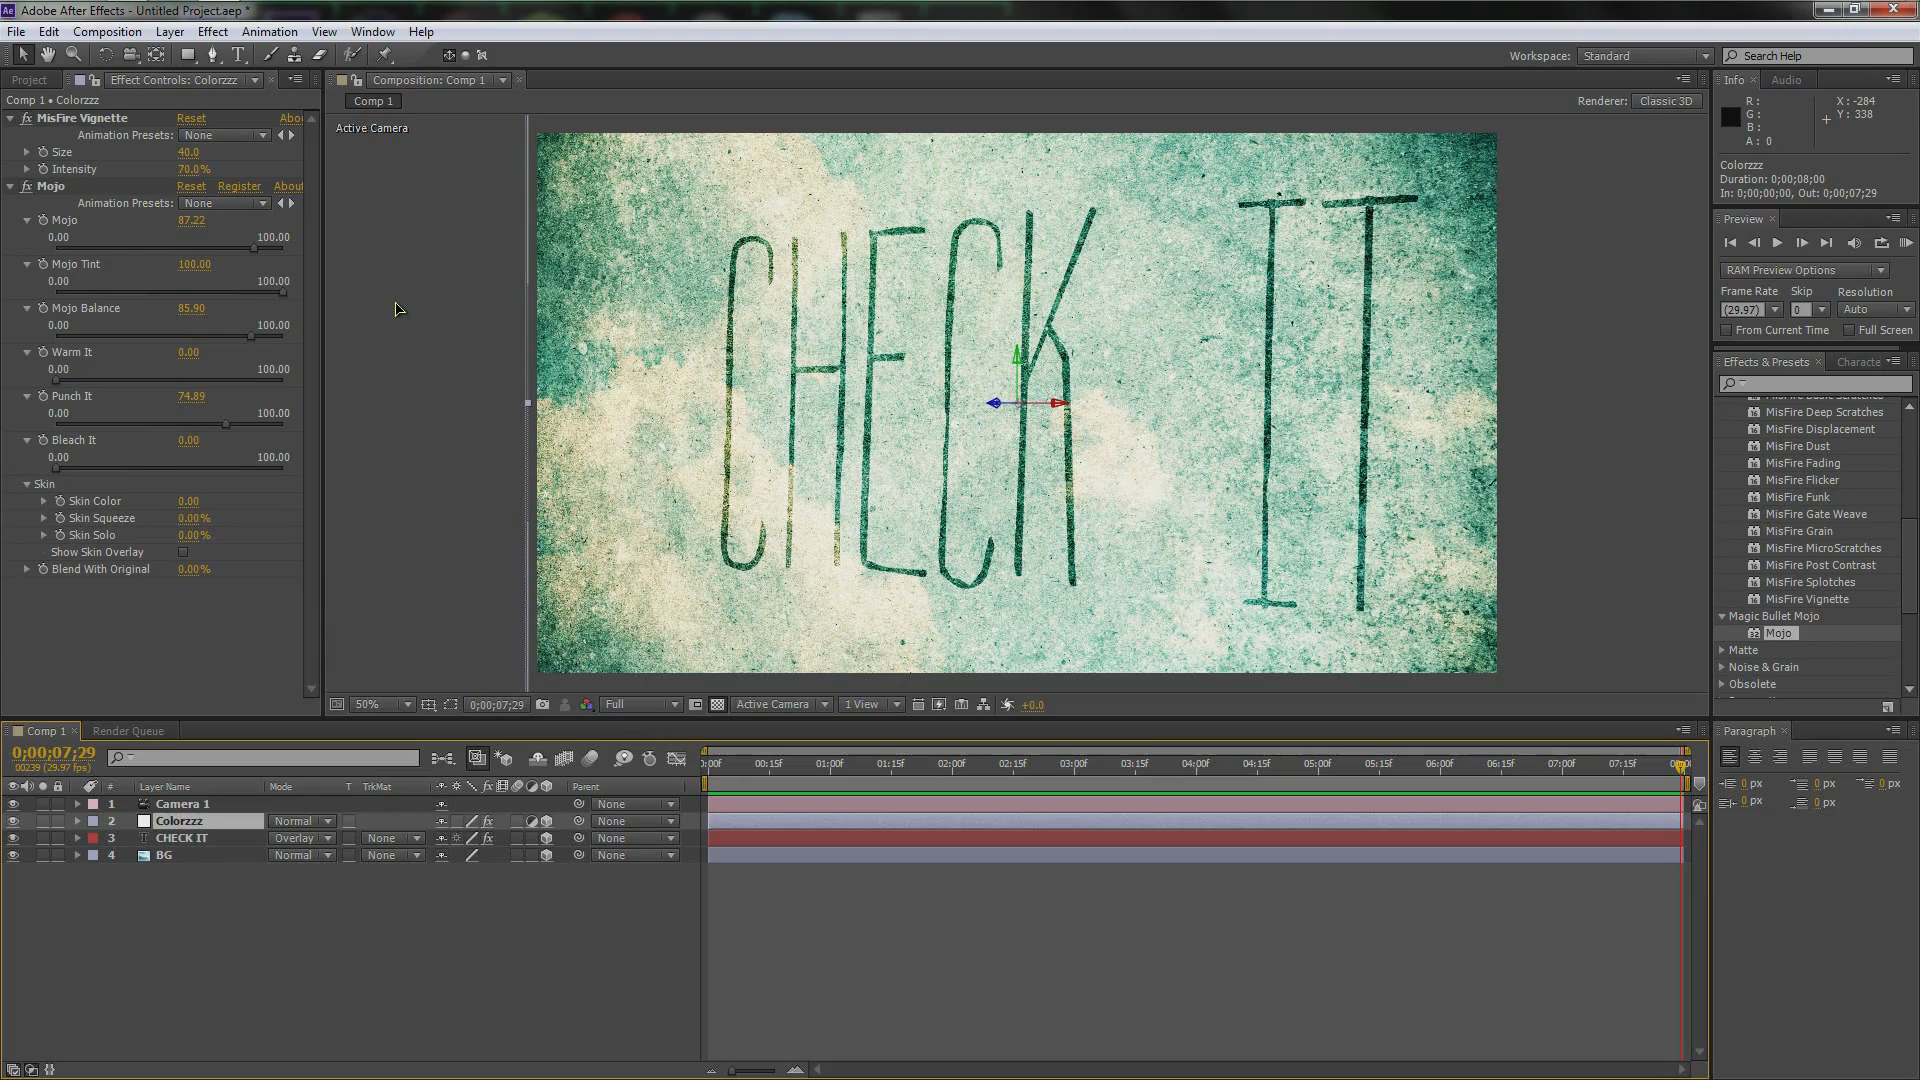 Ae Adobe After Effects - Untitled Project.aep *
File Edit Composition Layer Effect Animation View Window Help
Workspace: Standard Search Help
Project Effect Controls: Colorzzz
Comp 1 • Colorzzz
fx MisFire Vignette Reset Abou
Animation Presets: None
Size 40.0
Intensity 70.0%
fx Mojo Reset Register About
Animation Presets: None
Mojo 87.22
0.00 100.00
Mojo Tint 100.00
0.00 100.00
Mojo Balance 85.90
0.00 100.00
Warm It 0.00
0.00 100.00
Punch It 74.89
0.00 100.00
Bleach It 0.00
0.00 100.00
Skin
Skin Color 0.00
Skin Squeeze 0.00%
Skin Solo 0.00%
Show Skin Overlay
Blend With Original 0.00%
Composition: Comp 1
Comp 1
Renderer: Classic 3D
Active Camera
CHECK IT
50% 0;00;07;29 Full Active Camera 1 View +0.0
Info Audio
R: X: -284
G: Y: 338
B:
A: 0
Colorzzz
Duration: 0;00;08;00
In: 0;00;00;00, Out: 0;00;07;29
Preview
RAM Preview Options
Frame Rate Skip Resolution
(29.97) 0 Auto
From Current Time Full Screen
Effects & Presets Characte
MisFire Deep Scratches
MisFire Displacement
MisFire Dust
MisFire Fading
MisFire Flicker
MisFire Funk
MisFire Gate Weave
MisFire Grain
MisFire MicroScratches
MisFire Post Contrast
MisFire Splotches
MisFire Vignette
Magic Bullet Mojo
Mojo
Matte
Noise & Grain
Obsolete
Comp 1 Render Queue
0;00;07;29
00239 (29.97 fps)
:00f 00:15f 01:00f 01:15f 02:00f 02:15f 03:00f 03:15f 04:00f 04:15f 05:00f 05:15f 06:00f 06:15f 07:00f 07:15f
# Layer Name Mode T TrkMat fx Parent
1 Camera 1 None
2 Colorzzz Normal fx None
3 T CHECK IT Overlay None fx None
4 BG Normal None None
Paragraph
0 px 0 px 0 px
0 px 0 px